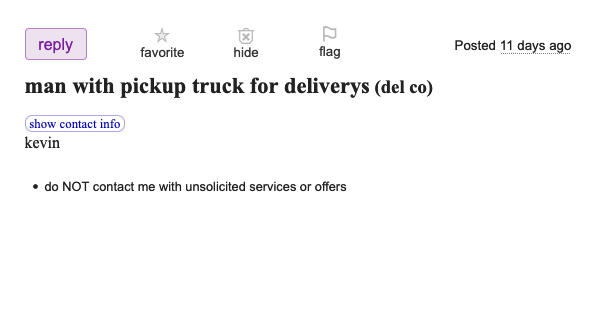 reply
favorite
hide
flag
Posted 11 days ago
man with pickup truck for deliverys (del co)
show contact info
kevin
• do NOT contact me with unsolicited services or offers